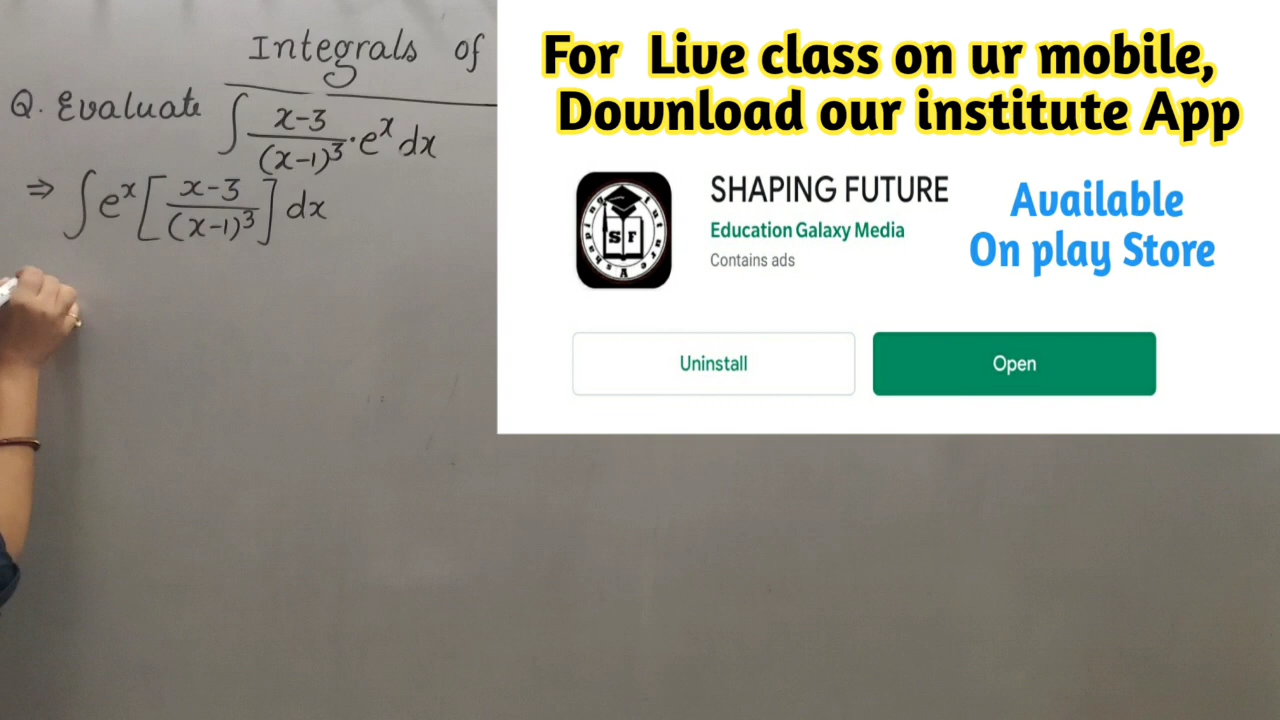 Integrals of
Q. Evaluate ∫ x-3/(x-1)³ · eˣ dx
⇒ ∫ eˣ [ x-3/(x-1)³ ] dx
For Live class on ur mobile,
Download our institute App
SHAPING FUTURE
Education Galaxy Media
Contains ads
Available
On play Store
SF
Uninstall
Open